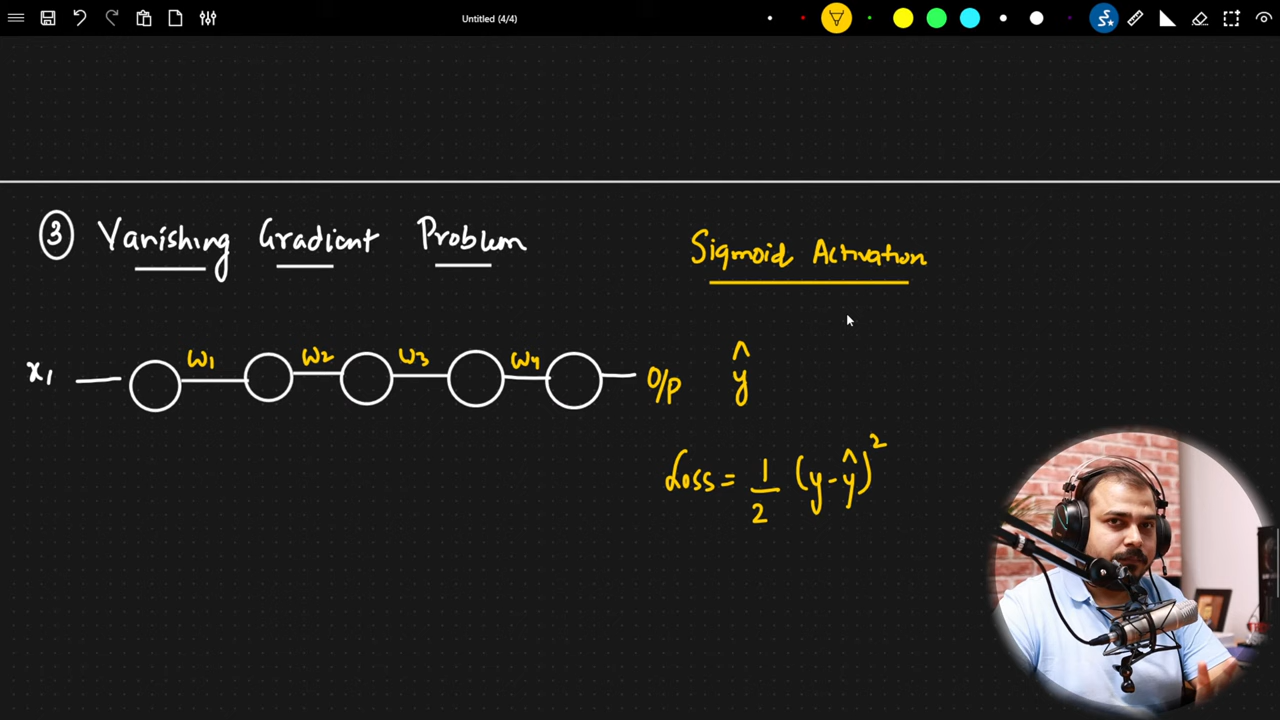 Untitled (4/4)
3 Vanishing Gradient Problem
Sigmoid Activation
x1 w1 w2 w3 w4 O/P ŷ
Loss = 1/2 (y-ŷ)²